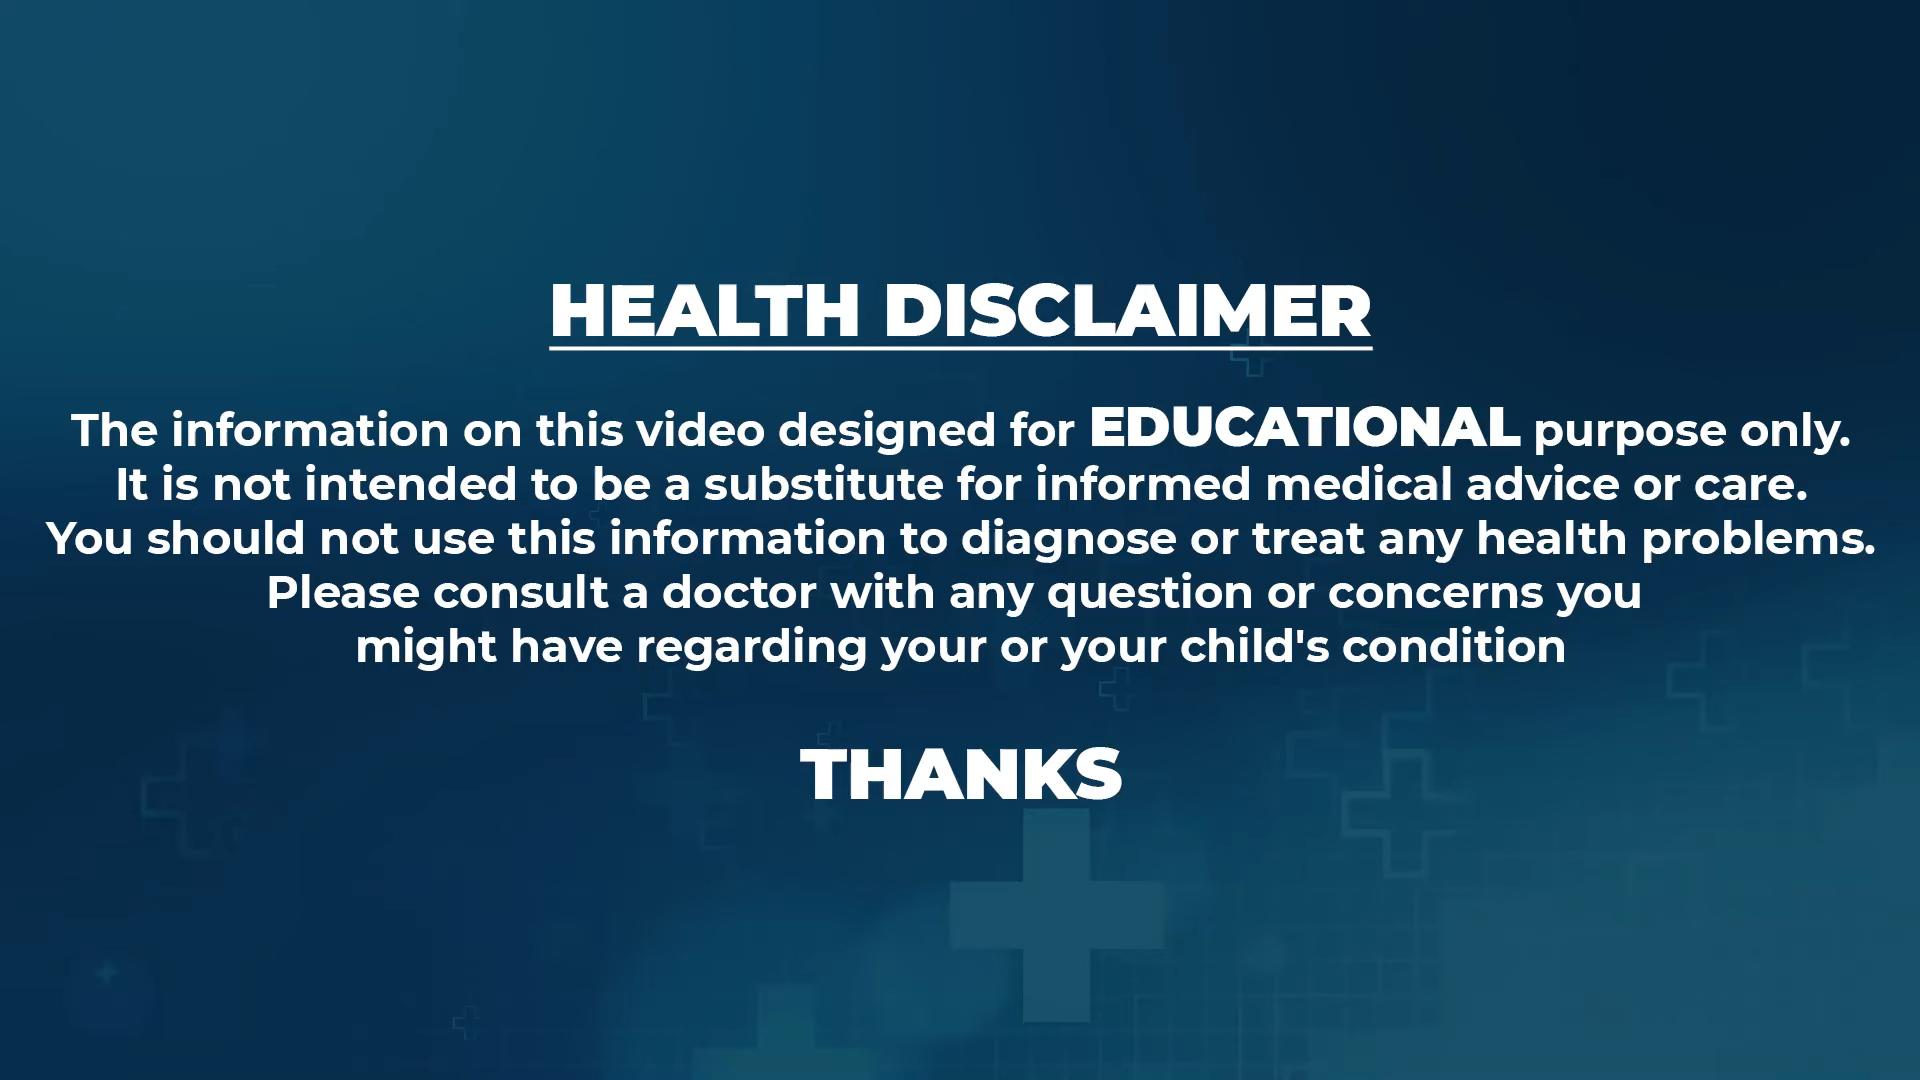 HEALTH DISCLAIMER
The information on this video designed for EDUCATIONAL purpose only.
It is not intended to be a substitute for informed medical advice or care.
You should not use this information to diagnose or treat any health problems.
Please consult a doctor with any question or concerns you
might have regarding your or your child's condition
THANKS